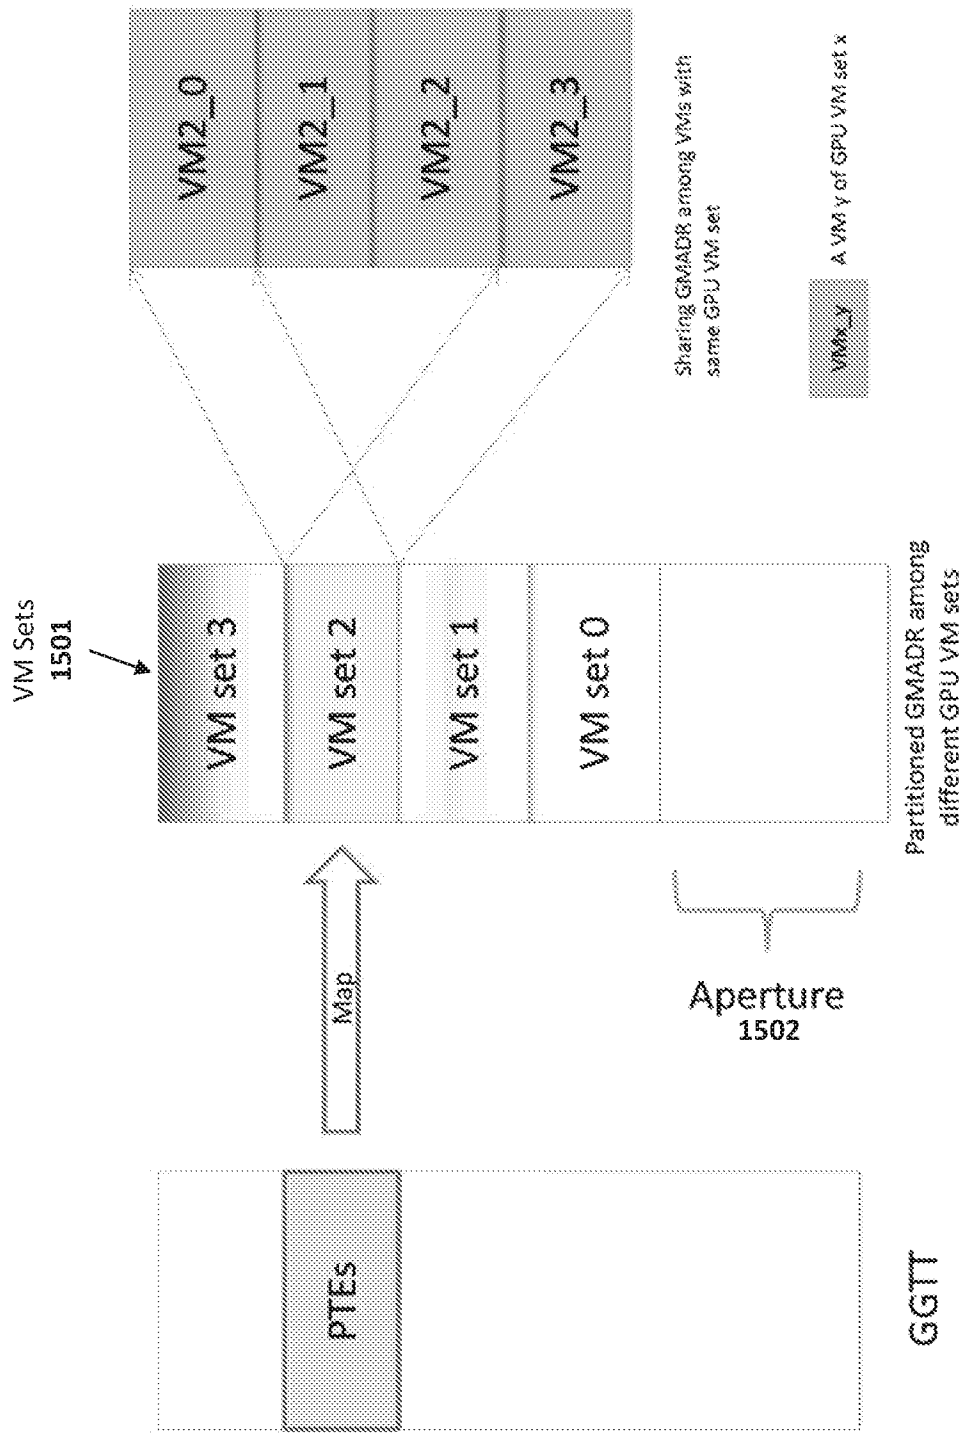 VM Sets
1501
PTEs
GGTT
Map
Aperture
1502
VM set 3
VM set 2
VM set 1
VM set 0
Partitioned GMADR among
different GPU VM sets
VM2_0
VM2_1
VM2_2
VM2_3
Sharing GMADR among VMs with
same GPU VM set
VMx_y
A VM y of GPU VM set x